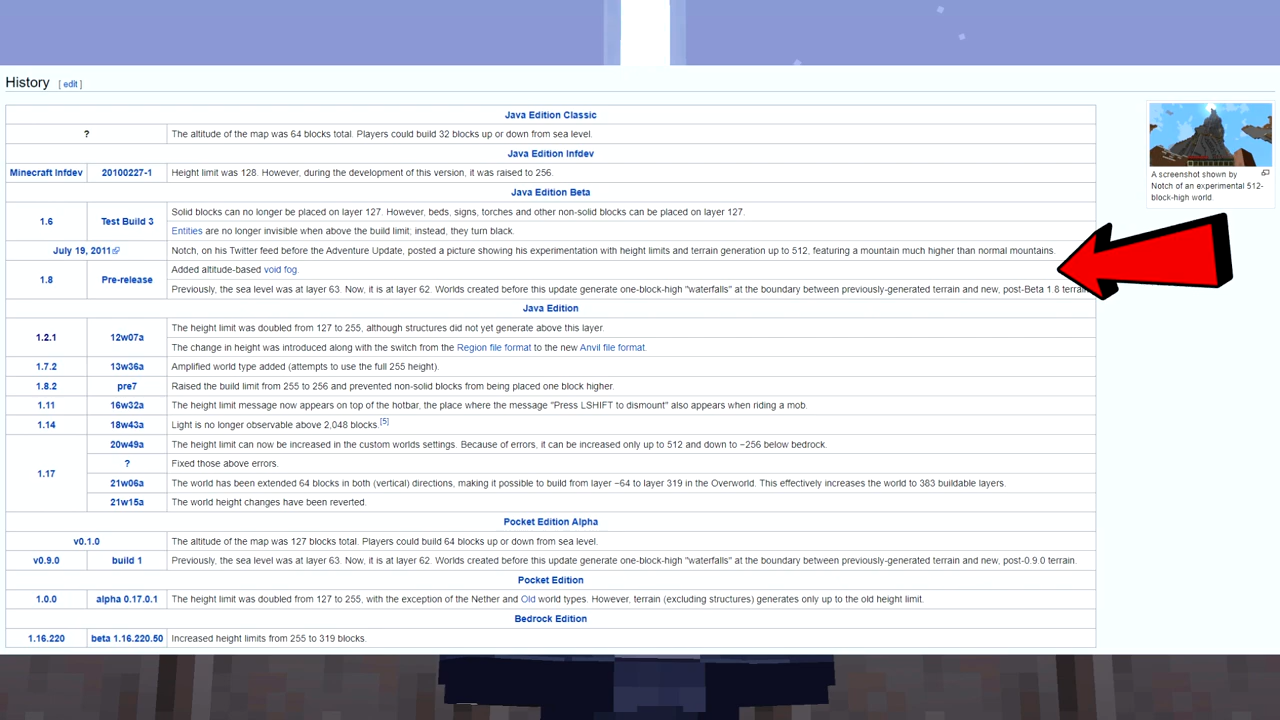 History [ edit ]
Java Edition Classic
? The altitude of the map was 64 blocks total. Players could build 32 blocks up or down from sea level.
Java Edition Infdev
Minecraft Infdev 20100227-1 Height limit was 128. However, during the development of this version, it was raised to 256.
Java Edition Beta
1.6 Test Build 3 Solid blocks can no longer be placed on layer 127. However, beds, signs, torches and other non-solid blocks can be placed on layer 127.
Entities are no longer invisible when above the build limit; instead, they turn black.
July 19, 2011 Notch, on his Twitter feed before the Adventure Update, posted a picture showing his experimentation with height limits and terrain generation up to 512, featuring a mountain much higher than normal mountains.
1.8 Pre-release Added altitude-based void fog.
Previously, the sea level was at layer 63. Now, it is at layer 62. Worlds created before this update generate one-block-high "waterfalls" at the boundary between previously-generated terrain and new, post-Beta 1.8 terrain
Java Edition
1.2.1 12w07a The height limit was doubled from 127 to 255, although structures did not yet generate above this layer.
The change in height was introduced along with the switch from the Region file format to the new Anvil file format.
1.7.2 13w36a Amplified world type added (attempts to use the full 255 height).
1.8.2 pre7 Raised the build limit from 255 to 256 and prevented non-solid blocks from being placed one block higher.
1.11 16w32a The height limit message now appears on top of the hotbar, the place where the message "Press LSHIFT to dismount" also appears when riding a mob.
1.14 18w43a Light is no longer observable above 2,048 blocks.[5]
1.17 20w49a The height limit can now be increased in the custom worlds settings. Because of errors, it can be increased only up to 512 and down to −256 below bedrock.
? Fixed those above errors.
21w06a The world has been extended 64 blocks in both (vertical) directions, making it possible to build from layer −64 to layer 319 in the Overworld. This effectively increases the world to 383 buildable layers.
21w15a The world height changes have been reverted.
Pocket Edition Alpha
v0.1.0 The altitude of the map was 127 blocks total. Players could build 64 blocks up or down from sea level.
v0.9.0 build 1 Previously, the sea level was at layer 63. Now, it is at layer 62. Worlds created before this update generate one-block-high "waterfalls" at the boundary between previously-generated terrain and new, post-0.9.0 terrain.
Pocket Edition
1.0.0 alpha 0.17.0.1 The height limit was doubled from 127 to 255, with the exception of the Nether and Old world types. However, terrain (excluding structures) generates only up to the old height limit.
Bedrock Edition
1.16.220 beta 1.16.220.50 Increased height limits from 255 to 319 blocks.
A screenshot shown by
Notch of an experimental 512-
block-high world